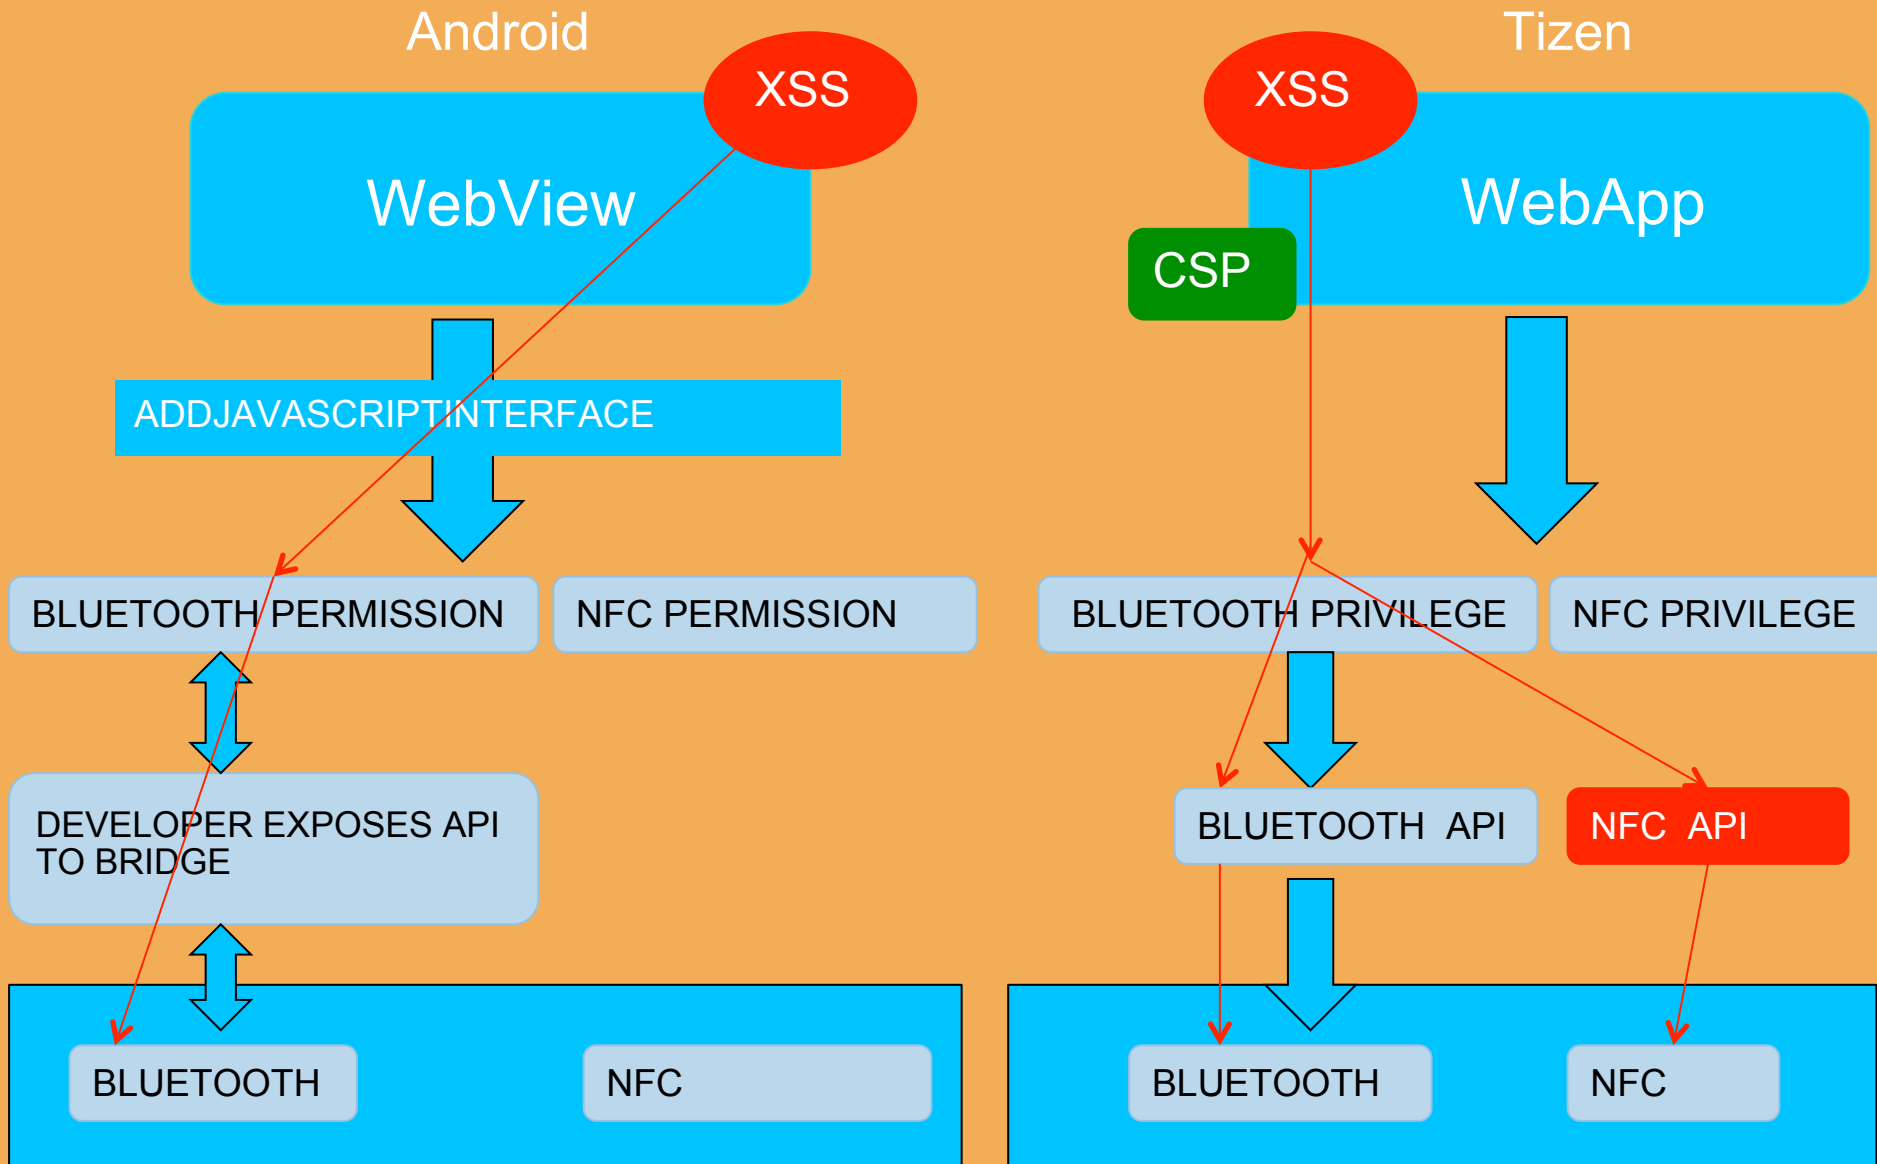 Android
XSS
WebView
ADDJAVASCRIPTINTERFACE
BLUETOOTH PERMISSION
NFC PERMISSION
DEVELOPER EXPOSES API
TO BRIDGE
BLUETOOTH
NFC
Tizen
XSS
WebApp
CSP
BLUETOOTH PRIVILEGE
NFC PRIVILEGE
BLUETOOTH API
NFC API
BLUETOOTH
NFC